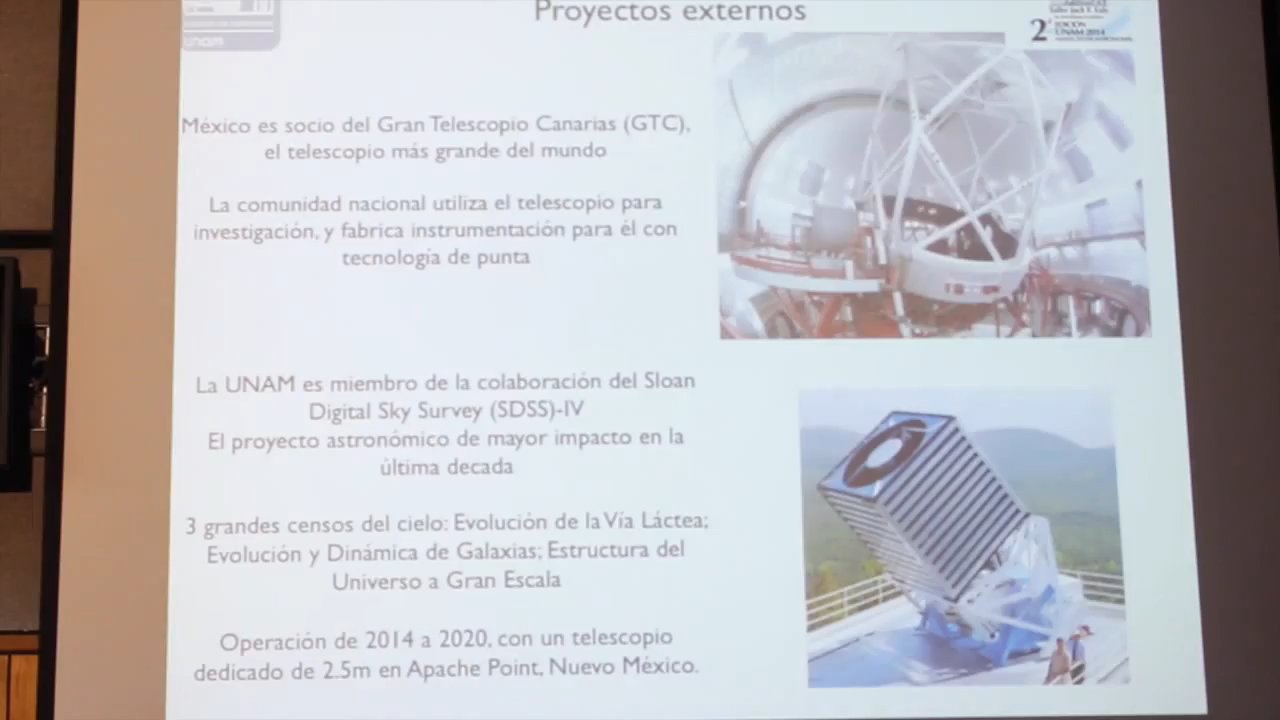 Proyectos externos
unam
2ª EDICIÓN
UNAM 2014
México es socio del Gran Telescopio Canarias (GTC),
el telescopio más grande del mundo
La comunidad nacional utiliza el telescopio para
investigación, y fabrica instrumentación para él con
tecnología de punta
La UNAM es miembro de la colaboración del Sloan
Digital Sky Survey (SDSS)-IV
El proyecto astronómico de mayor impacto en la
última decada
3 grandes censos del cielo: Evolución de la Vía Láctea;
Evolución y Dinámica de Galaxias; Estructura del
Universo a Gran Escala
Operación de 2014 a 2020, con un telescopio
dedicado de 2.5m en Apache Point, Nuevo México.